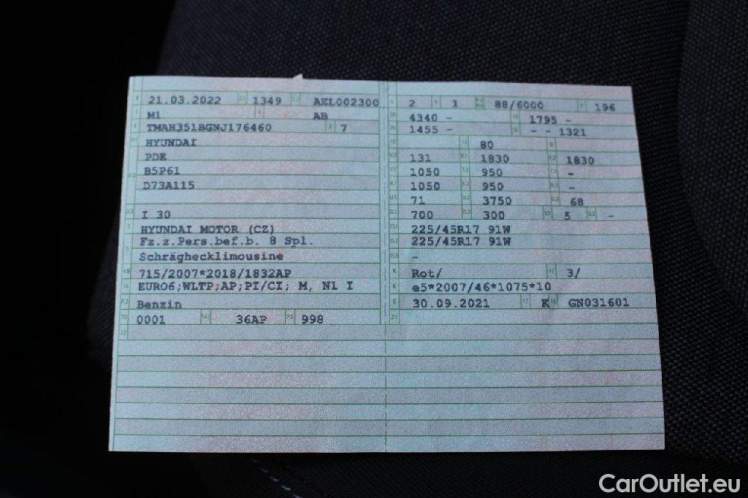 21.03.2022 1349 AEL002300
M1 AB
TMAH351BGNJ176460 7
HYUNDAI
PDE
B5P61
D73A115
I 30
HYUNDAI MOTOR (CZ)
Fz.z.Pers.bef.b. 8 Spl.
Schräghecklimousine
715/2007*2018/1832AP
EURO6;WLTP;AP;PI/CI; M, N1 I
Benzin
0001 36AP 998
2 1 88/6000 196
4340 - 1795 -
1455 - - - 1321
80
131 1830 1830
1050 950 -
1050 950 -
71 3750 68
700 300 5 -
225/45R17 91W
225/45R17 91W
-
Rot/ 3/
e5*2007/46*1075*10
30.09.2021 K GN031601
CarOutlet.eu